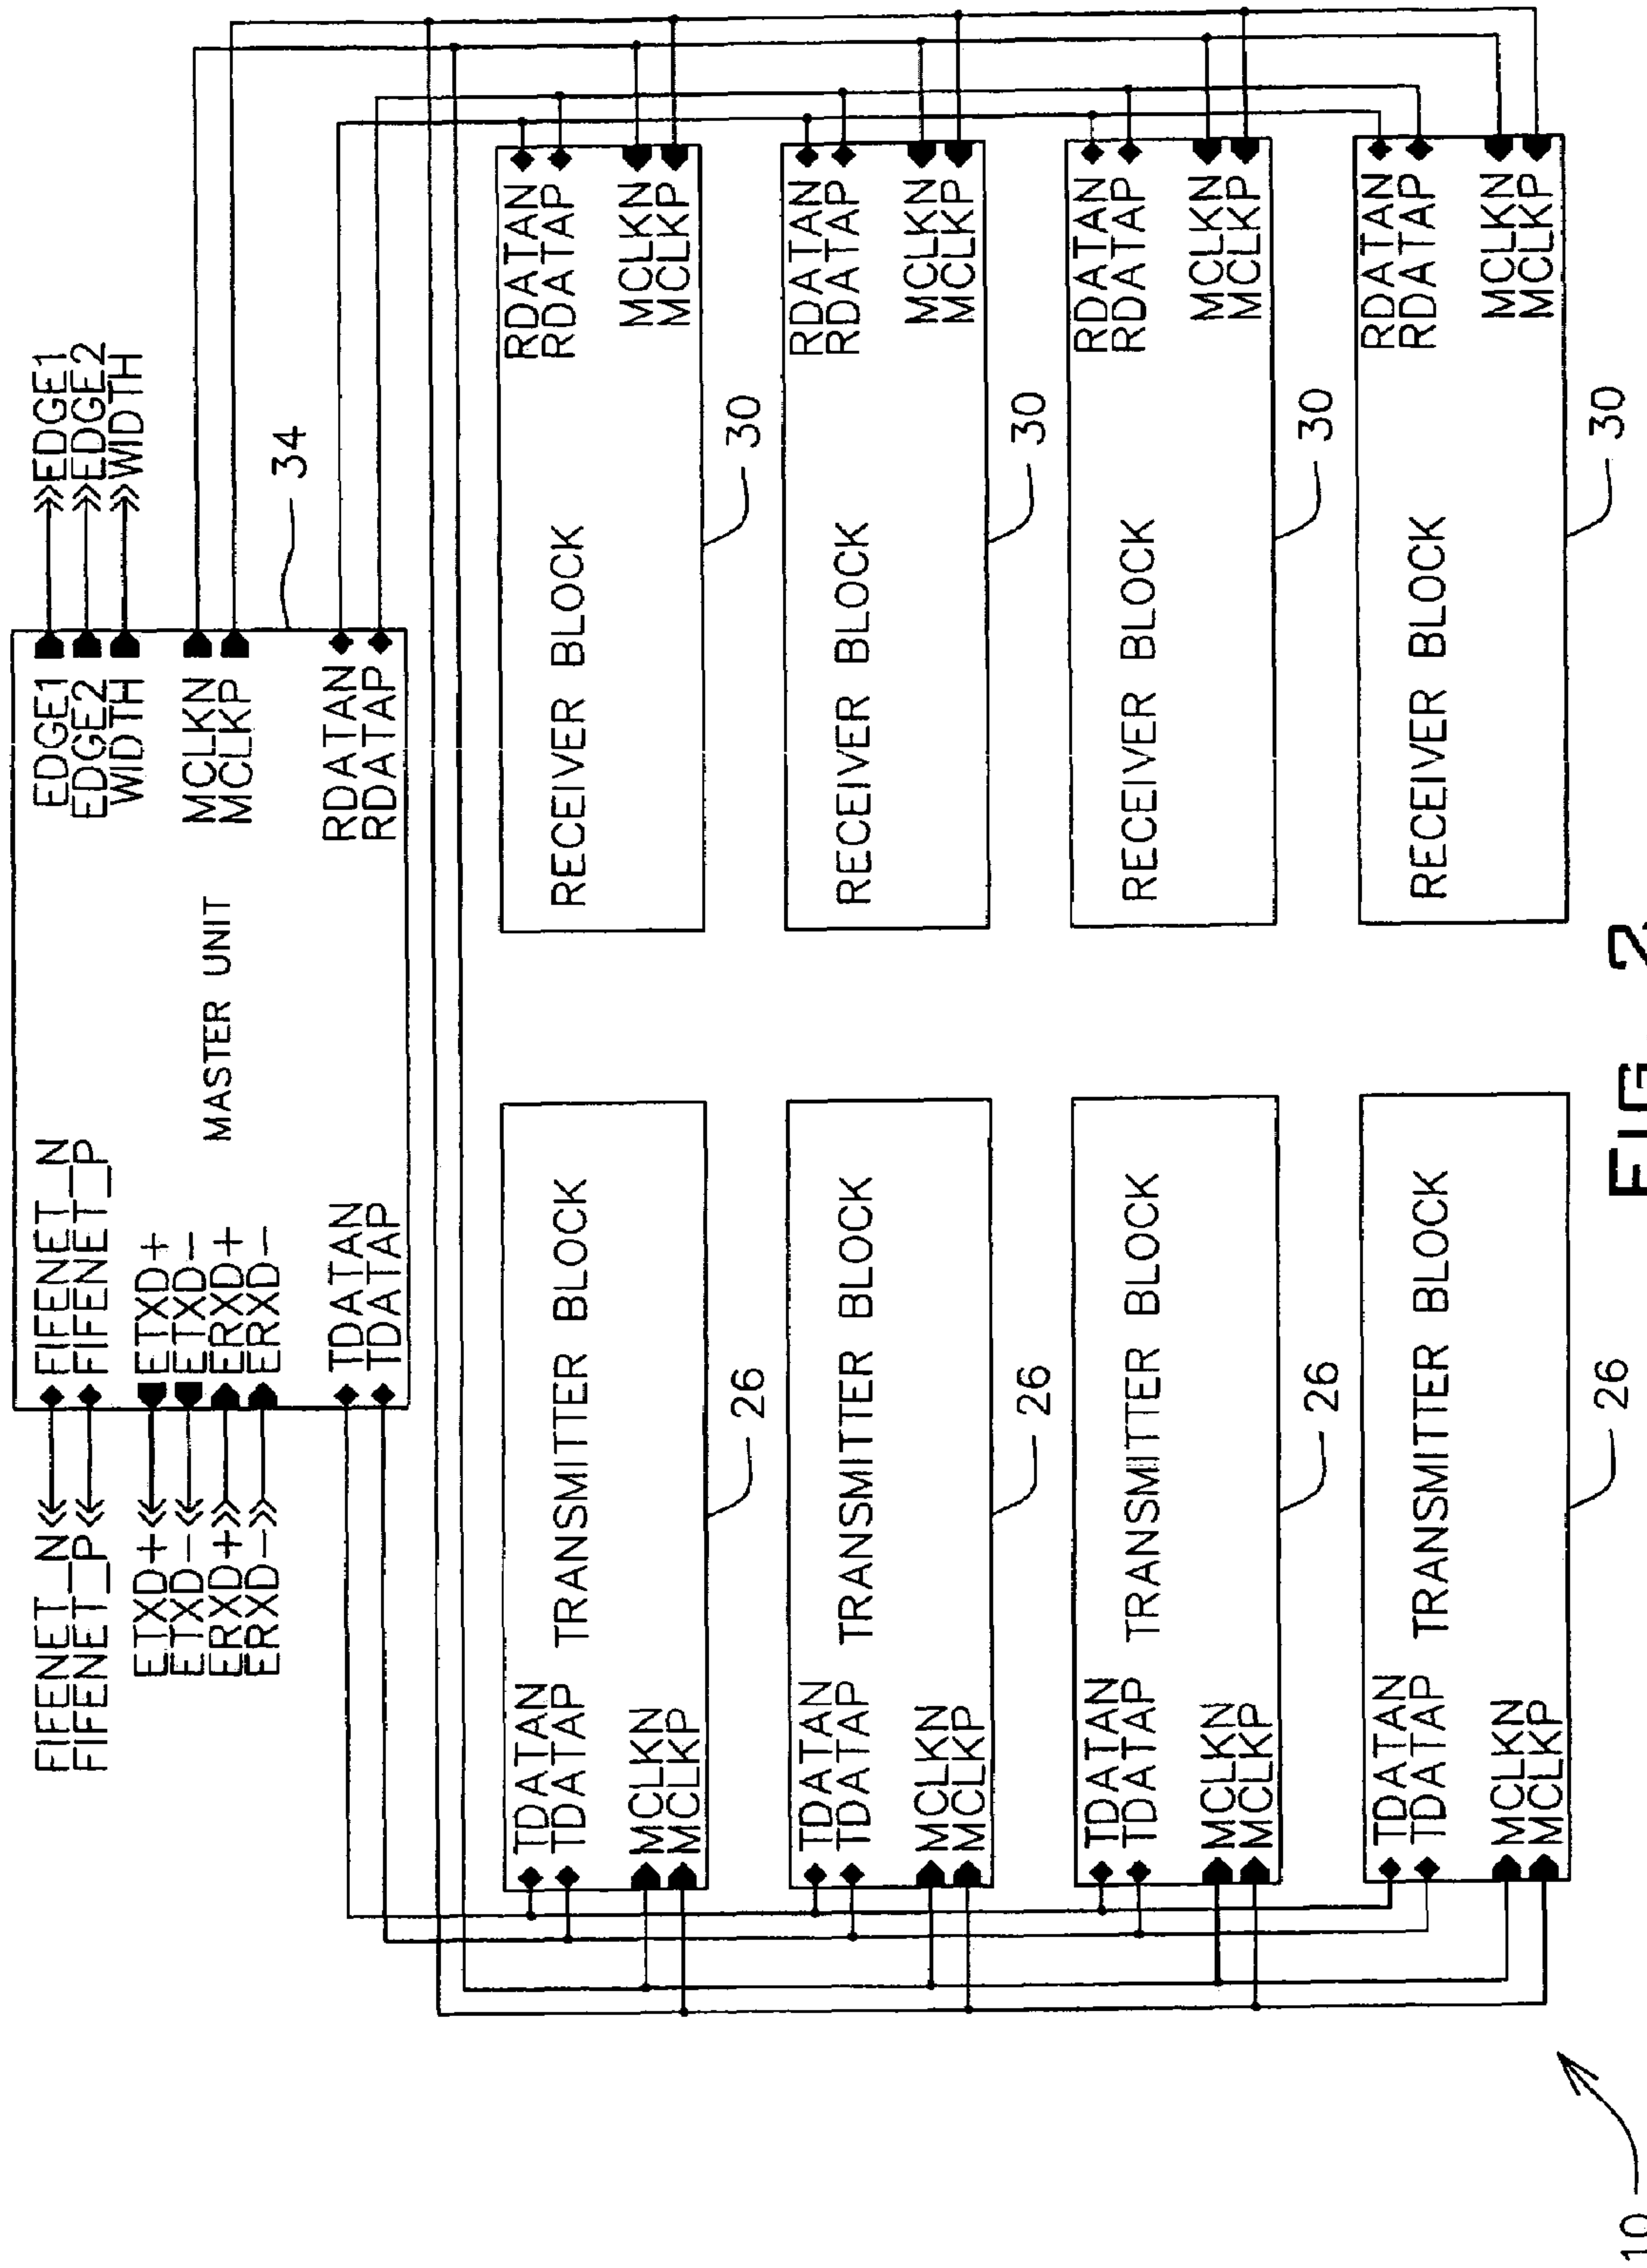 FIFENET_N
FIFENET_P
ETXD+
ETXD-
ERXD+
ERXD-
FIFENET_N
FIFENET_P
ETXD+
ETXD-
ERXD+
ERXD-
TDATAN
TDATAP
MASTER UNIT
EDGE1
EDGE2
WIDTH
MCLKN
MCLKP
RDATAN
RDATAP
EDGE1
EDGE2
WIDTH
34
TDATAN
TDATAP
MCLKN
MCLKP
TRANSMITTER BLOCK
26
RECEIVER BLOCK
RDATAN
RDATAP
MCLKN
MCLKP
30
TDATAN
TDATAP
MCLKN
MCLKP
TRANSMITTER BLOCK
26
RECEIVER BLOCK
RDATAN
RDATAP
MCLKN
MCLKP
30
TDATAN
TDATAP
MCLKN
MCLKP
TRANSMITTER BLOCK
26
RECEIVER BLOCK
RDATAN
RDATAP
MCLKN
MCLKP
30
TDATAN
TDATAP
MCLKN
MCLKP
TRANSMITTER BLOCK
26
RECEIVER BLOCK
RDATAN
RDATAP
MCLKN
MCLKP
30
10
FIG. 2